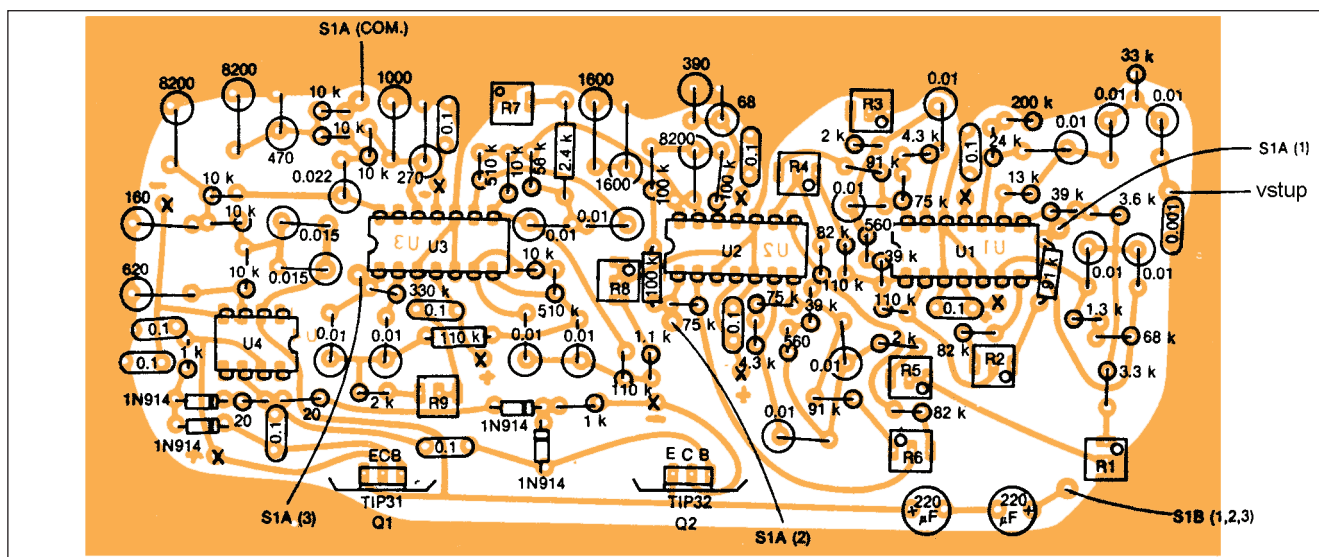 S1A (COM.)
8200
8200
10 k
1000
R7
1600
390
68
R3
0.01
200 k
33 k
0.01
0.01
470
10 k
10 k
270
0.1
510 k
10 k
56 k
2.4 k
1600
8200
100 k
100 k
0.1
R4
2 k
91 k
4.3 k
0.1
24 k
0.01
S1A (1)
vstup
160
10 k
0.022
10 k
0.015
0.01
0.01
0.01
75 k
13 k
39 k
3.6 k
0.001
U3
U3
U2
U2
U1
U1
82 k
560
39 k
110 k
91 k
0.01
0.01
620
10 k
0.015
330 k
0.1
10 k
510 k
R8
100 k
75 k
0.1
75 k
39 k
110 k
0.1
82 k
1.3 k
68 k
3.3 k
0.1
0.1
1 k
U4
0.01
0.01
110 k
0.01
0.01
1.1 k
110 k
4.3 k
560
0.01
2 k
R5
R2
1N914
1N914
20
20
0.1
2 k
R9
1N914
1 k
0.01
91 k
82 k
R6
R1
ECB
0.1
1N914
E C B
TIP31
Q1
TIP32
Q2
220
µF
220
µF
S1A (3)
S1A (2)
S1B (1,2,3)